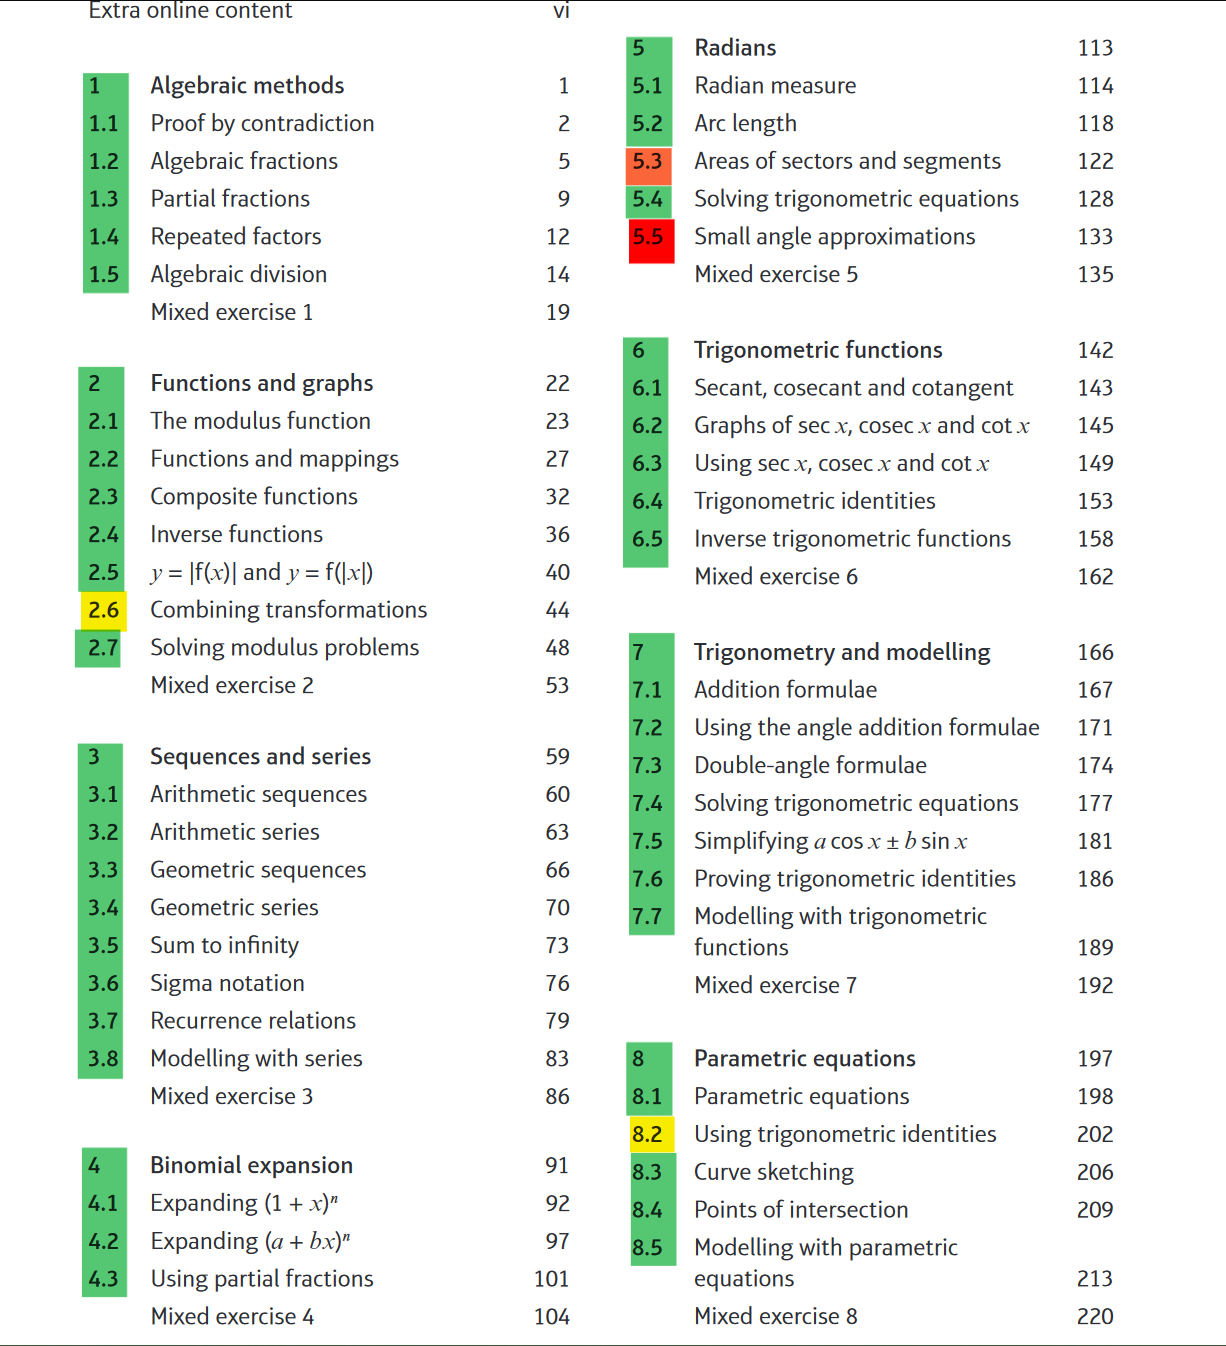 Extra online content vi
1 Algebraic methods 1
1.1 Proof by contradiction 2
1.2 Algebraic fractions 5
1.3 Partial fractions 9
1.4 Repeated factors 12
1.5 Algebraic division 14
Mixed exercise 1 19
2 Functions and graphs 22
2.1 The modulus function 23
2.2 Functions and mappings 27
2.3 Composite functions 32
2.4 Inverse functions 36
2.5 y = |f(x)| and y = f(|x|) 40
2.6 Combining transformations 44
2.7 Solving modulus problems 48
Mixed exercise 2 53
3 Sequences and series 59
3.1 Arithmetic sequences 60
3.2 Arithmetic series 63
3.3 Geometric sequences 66
3.4 Geometric series 70
3.5 Sum to infinity 73
3.6 Sigma notation 76
3.7 Recurrence relations 79
3.8 Modelling with series 83
Mixed exercise 3 86
4 Binomial expansion 91
4.1 Expanding (1 + x)ⁿ 92
4.2 Expanding (a + bx)ⁿ 97
4.3 Using partial fractions 101
Mixed exercise 4 104
5 Radians 113
5.1 Radian measure 114
5.2 Arc length 118
5.3 Areas of sectors and segments 122
5.4 Solving trigonometric equations 128
5.5 Small angle approximations 133
Mixed exercise 5 135
6 Trigonometric functions 142
6.1 Secant, cosecant and cotangent 143
6.2 Graphs of sec x, cosec x and cot x 145
6.3 Using sec x, cosec x and cot x 149
6.4 Trigonometric identities 153
6.5 Inverse trigonometric functions 158
Mixed exercise 6 162
7 Trigonometry and modelling 166
7.1 Addition formulae 167
7.2 Using the angle addition formulae 171
7.3 Double-angle formulae 174
7.4 Solving trigonometric equations 177
7.5 Simplifying a cos x ± b sin x 181
7.6 Proving trigonometric identities 186
7.7 Modelling with trigonometric
functions 189
Mixed exercise 7 192
8 Parametric equations 197
8.1 Parametric equations 198
8.2 Using trigonometric identities 202
8.3 Curve sketching 206
8.4 Points of intersection 209
8.5 Modelling with parametric
equations 213
Mixed exercise 8 220